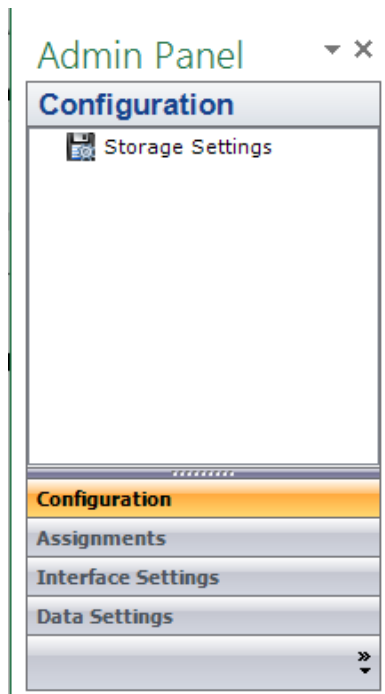 Admin Panel
Configuration
Storage Settings
Configuration
Assignments
Interface Settings
Data Settings